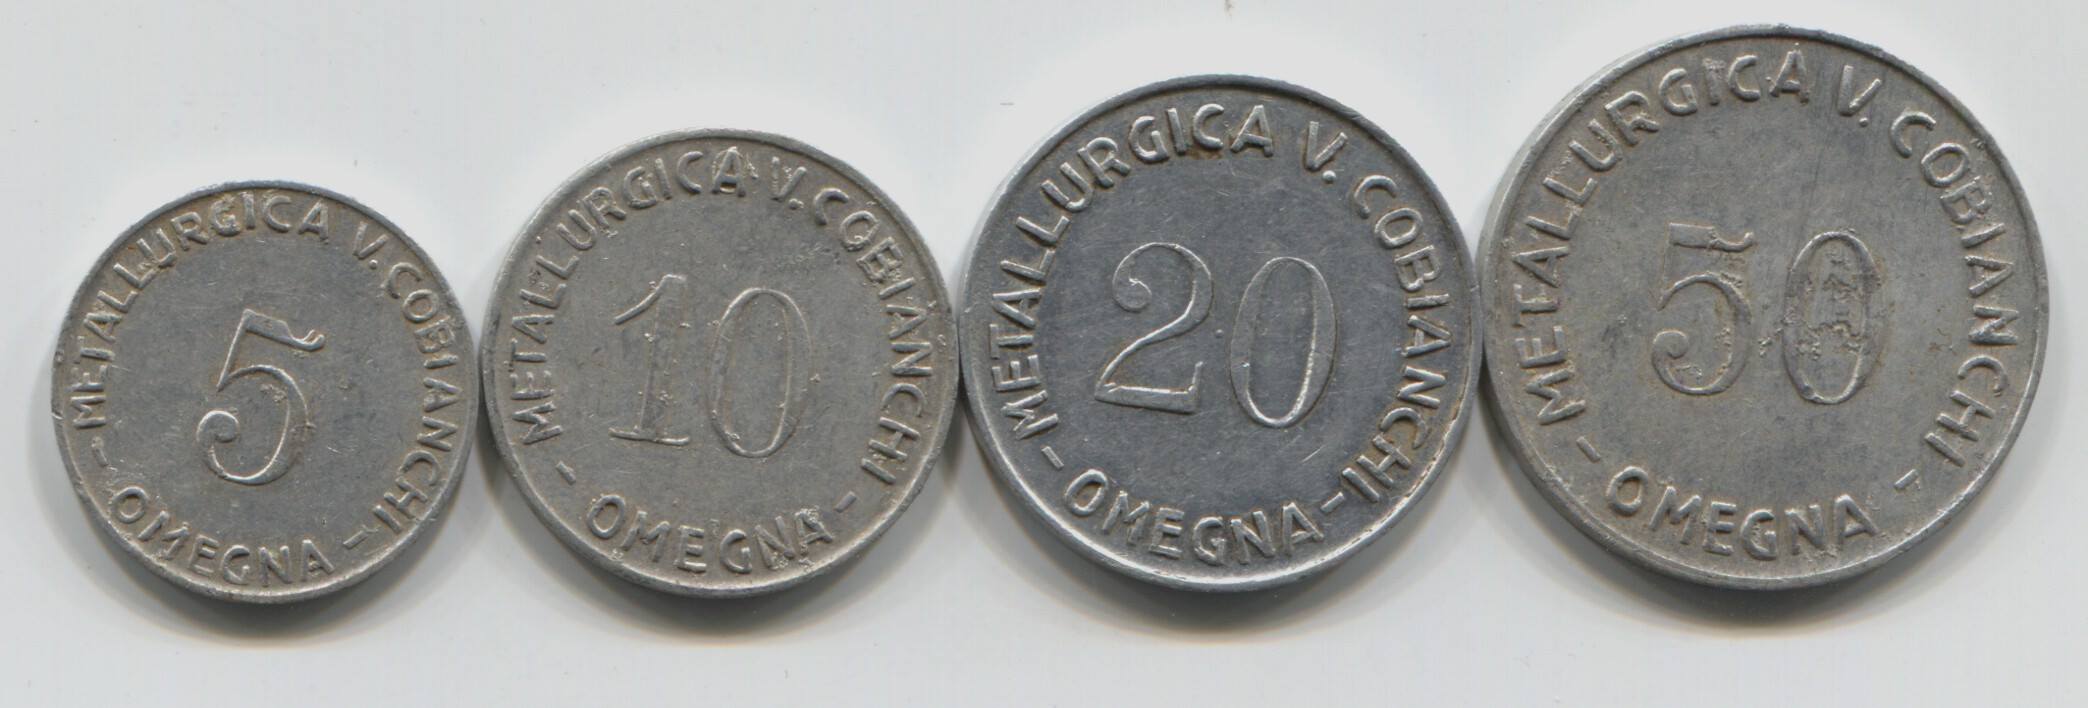 METALLURGICA V. COBIANCHI
5
- OMEGNA -
METALLURGICA V. COBIANCHI
10
- OMEGNA -
METALLURGICA V. COBIANCHI
20
- OMEGNA -
METALLURGICA V. COBIANCHI
50
- OMEGNA -